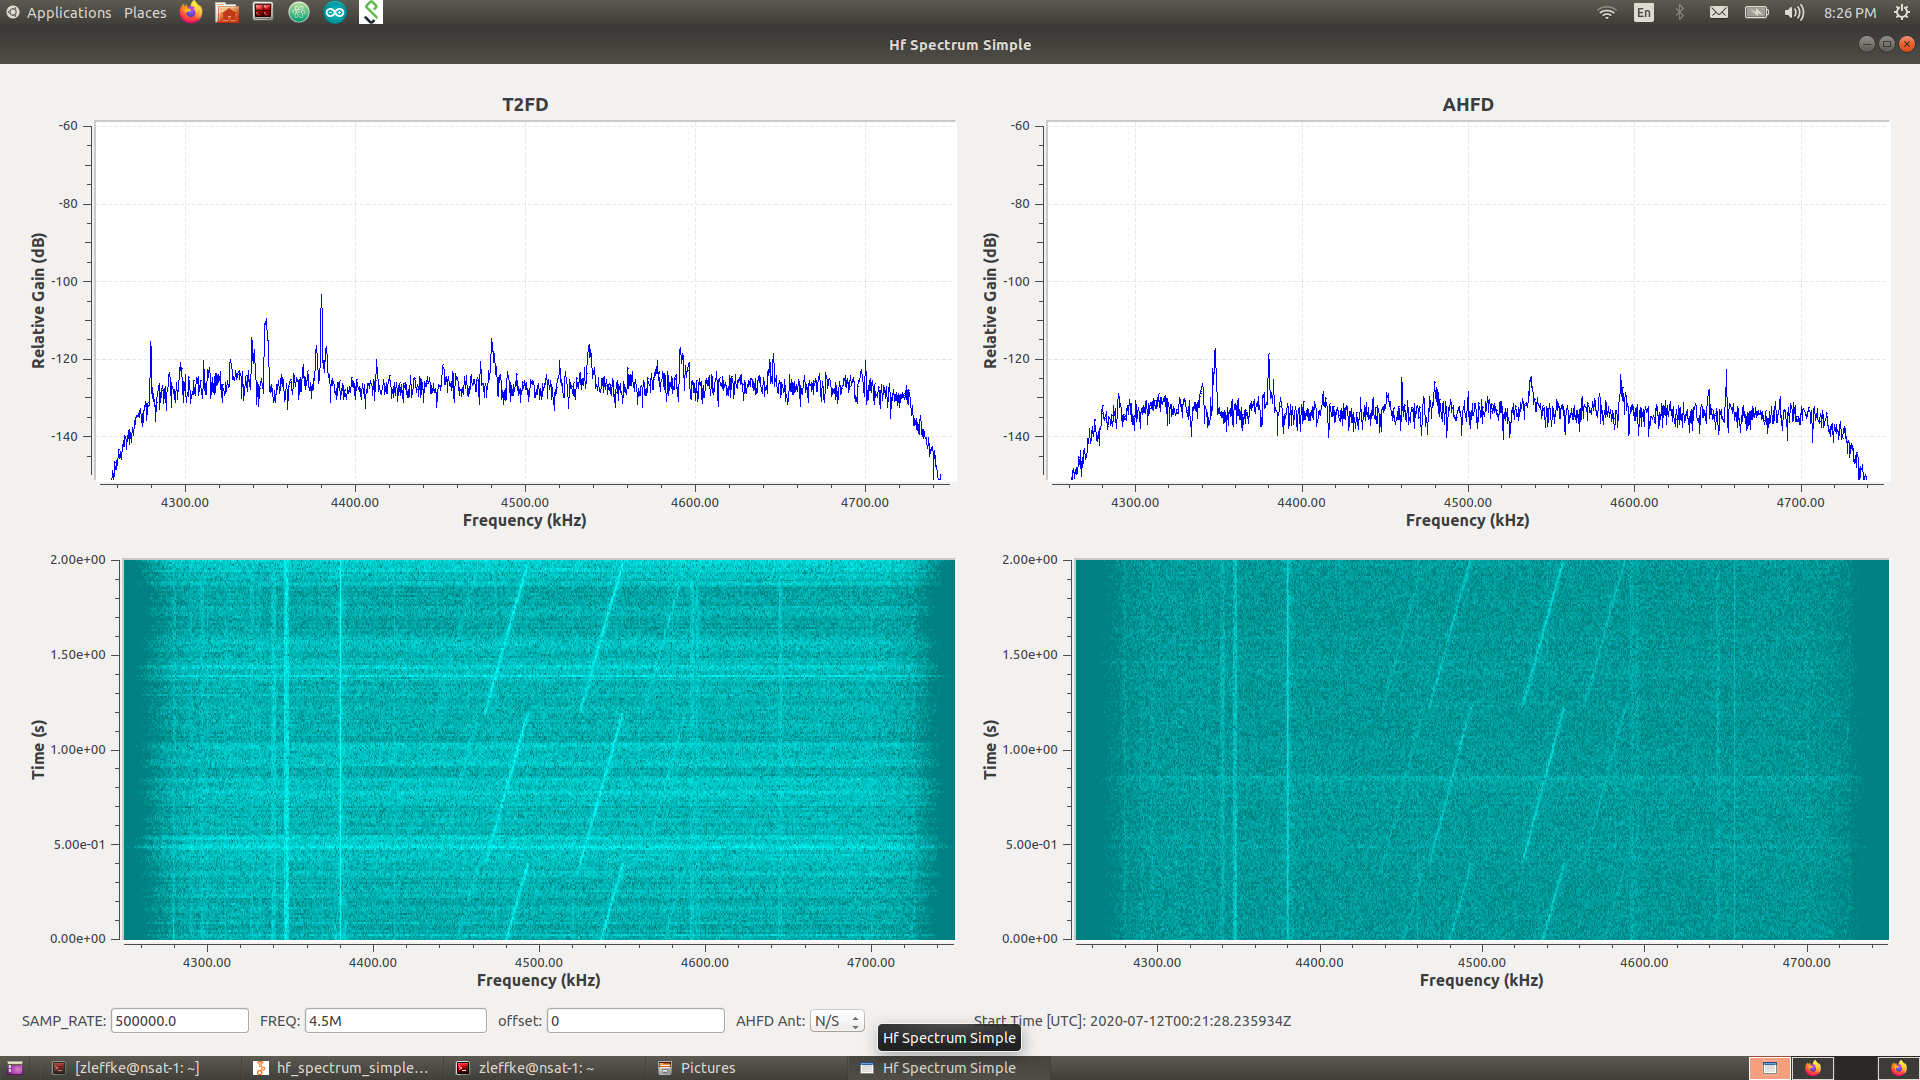 Applications Places En 8:26 PM
Hf Spectrum Simple
T2FD
-60
-80
-100
-120
-140
Relative Gain (dB)
4300.00 4400.00 4500.00 4600.00 4700.00
Frequency (kHz)
AHFD
-60
-80
-100
-120
-140
Relative Gain (dB)
4300.00 4400.00 4500.00 4600.00 4700.00
Frequency (kHz)
2.00e+00
1.50e+00
1.00e+00
5.00e-01
0.00e+00
Time (s)
4300.00 4400.00 4500.00 4600.00 4700.00
Frequency (kHz)
2.00e+00
1.50e+00
1.00e+00
5.00e-01
0.00e+00
Time (s)
4300.00 4400.00 4500.00 4600.00 4700.00
Frequency (kHz)
SAMP_RATE: 500000.0 FREQ: 4.5M offset: 0 AHFD Ant: N/S Start Time [UTC]: 2020-07-12T00:21:28.235934Z
Hf Spectrum Simple
[zleffke@nsat-1: ~] hf_spectrum_simple... zleffke@nsat-1: ~ Pictures Hf Spectrum Simple